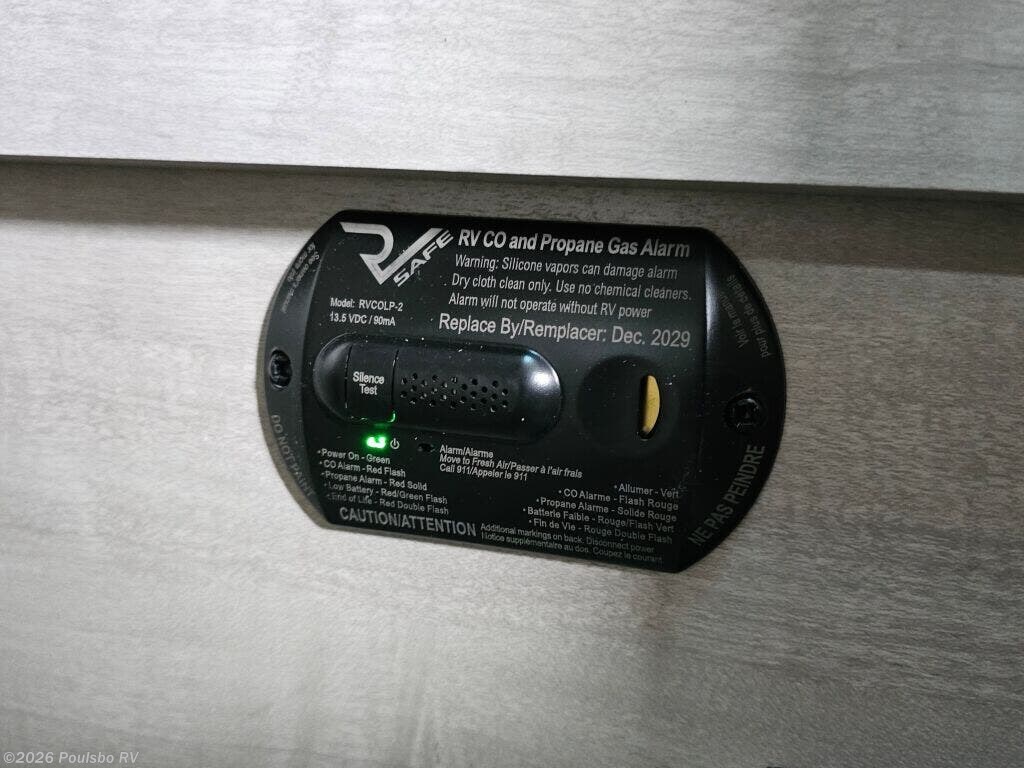 RV SAFE
RV CO and Propane Gas Alarm
Warning: Silicone vapors can damage alarm
Dry cloth clean only. Use no chemical cleaners.
Alarm will not operate without RV power
Model: RVCOLP-2
13.5 VDC / 90mA
Replace By/Remplacer: Dec. 2029
Silence
Test
Alarm/Alarme
Move to Fresh Air/Passer à l'air frais
Call 911/Appeler le 911
•Power On - Green
•CO Alarm - Red Flash
•Propane Alarm - Red Solid
•Low Battery - Red/Green Flash
•End of Life - Red Double Flash
•Allumer - Vert
•CO Alarme - Flash Rouge
•Propane Alarme - Solide Rouge
•Batterie Faible - Rouge/Flash Vert
•Fin de Vie - Rouge Double Flash
CAUTION/ATTENTION
Additional markings on back. Disconnect power
Notice supplémentaire au dos. Coupez le courant
DO NOT PAINT
NE PAS PEINDRE
pour plus de détails
©2026 Poulsbo RV